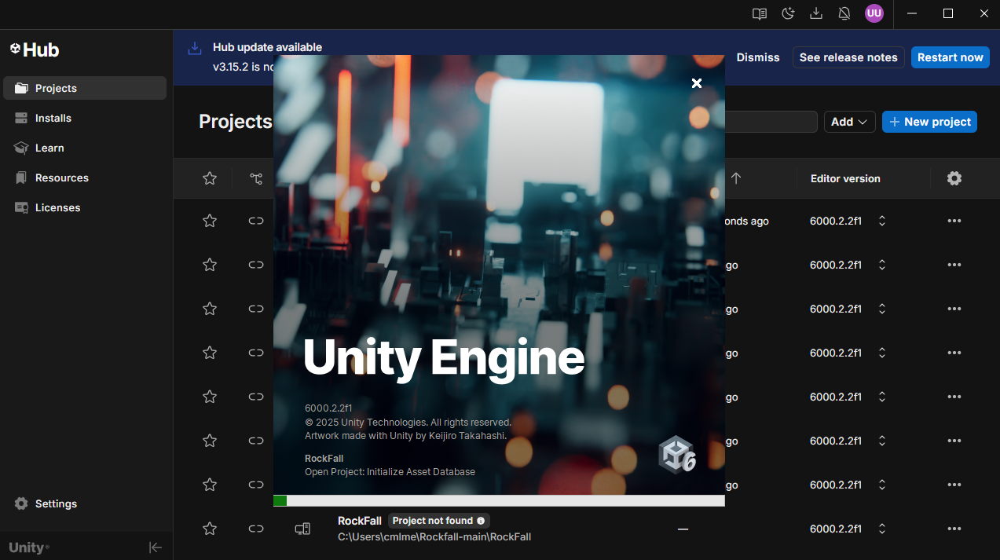 UU
Hub
Hub update available
v3.15.2 is no
Dismiss
See release notes
Restart now
Projects
Installs
Learn
Resources
Licenses
Settings
Unity®
Projects
Add
New project
Editor version
onds ago
6000.2.2f1
go
6000.2.2f1
go
6000.2.2f1
go
6000.2.2f1
go
6000.2.2f1
go
6000.2.2f1
go
6000.2.2f1
Unity Engine
6000.2.2f1
© 2025 Unity Technologies. All rights reserved.
Artwork made with Unity by Keijiro Takahashi.
RockFall
Open Project: Initialize Asset Database
6
RockFall Project not found
C:\Users\cmlme\Rockfall-main\RockFall
—
6000.2.2f1